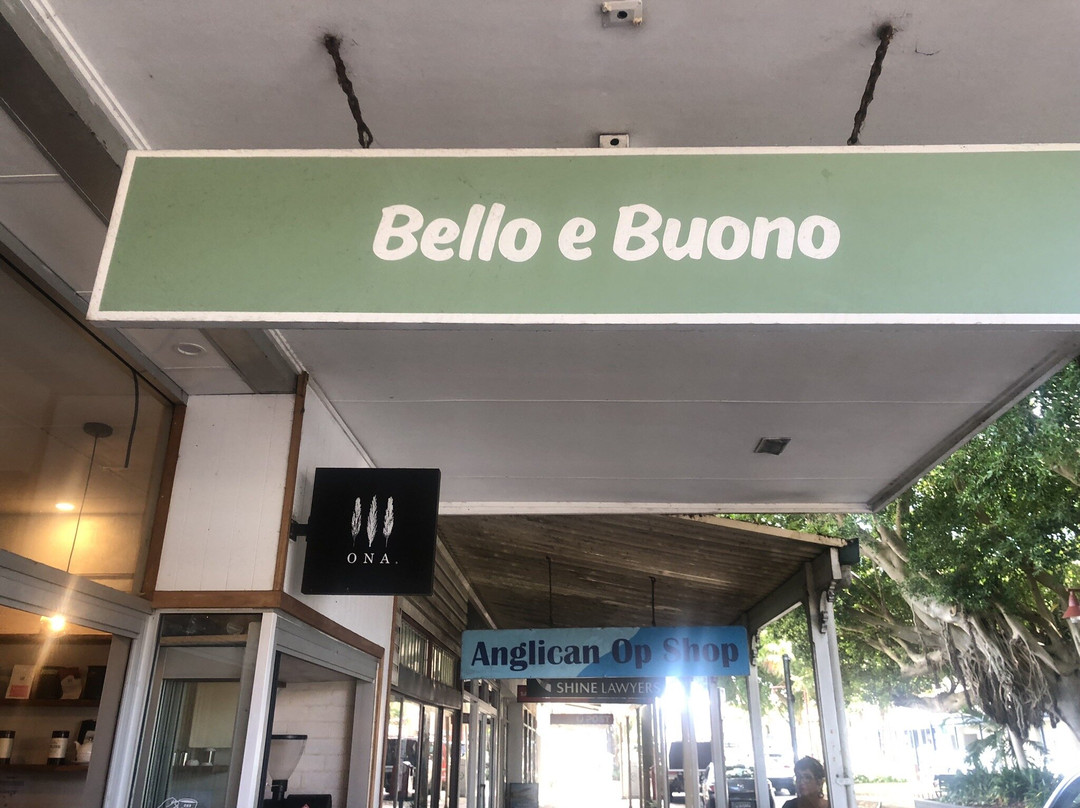 Bello e Buono
ONA.
Anglican Op Shop
SHINE LAWYERS